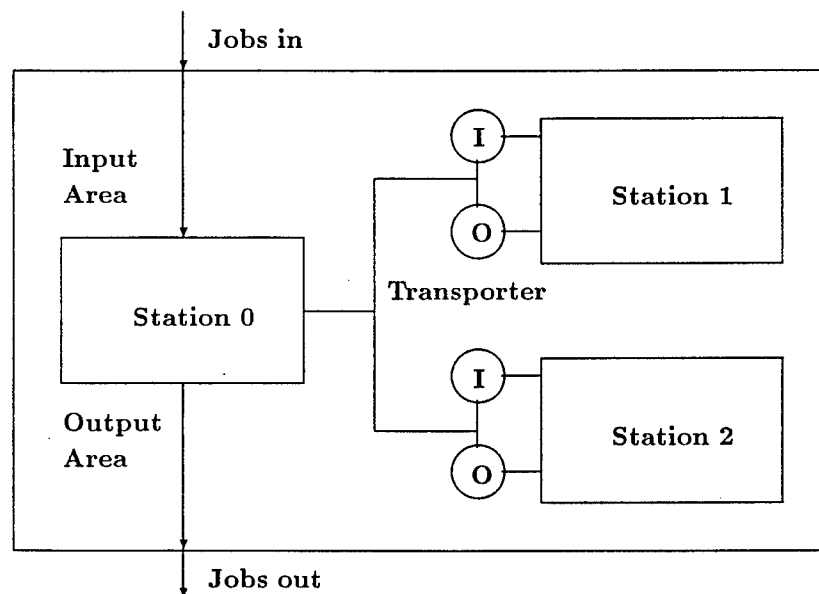 Jobs in
Input
Area
I
Station 1
O
Station 0
Transporter
I
Station 2
O
Output
Area
Jobs out